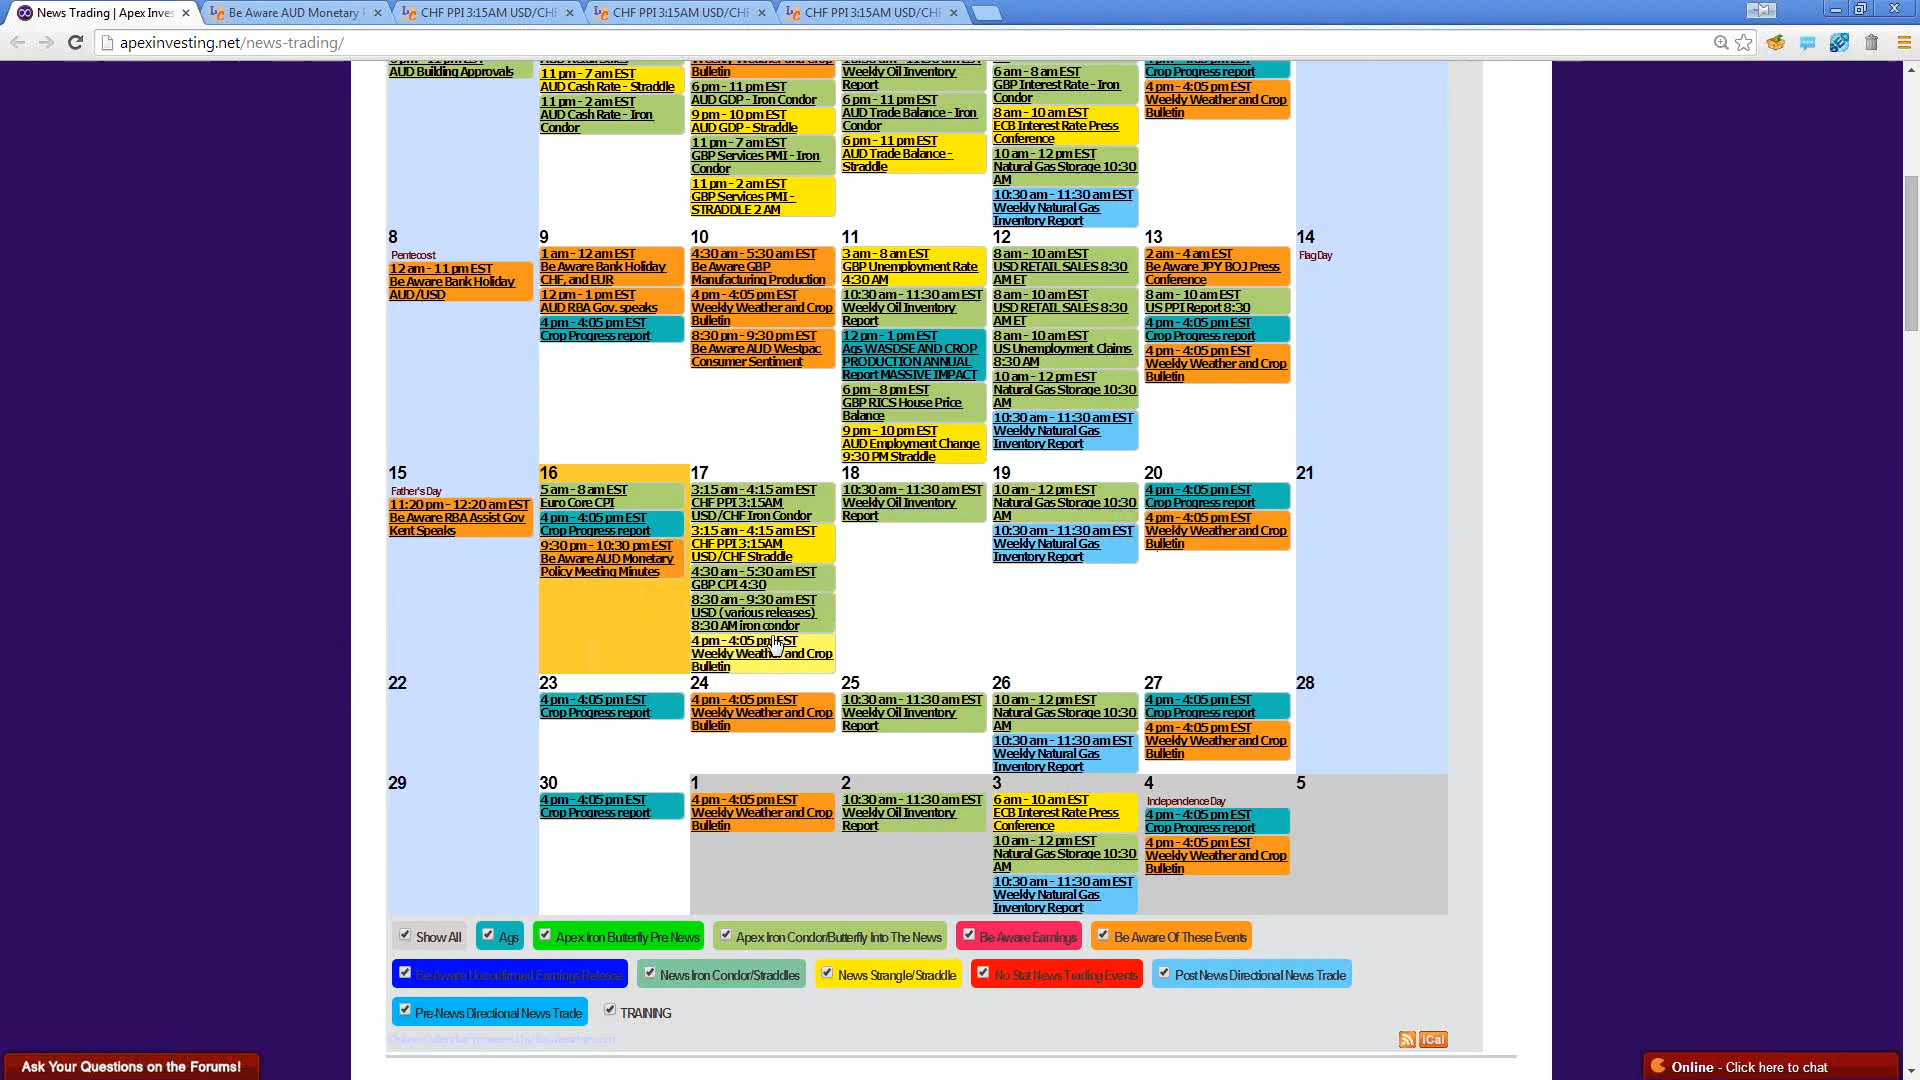 News Trading | Apex Inves
Be Aware AUD Monetary P
CHF PPI 3:15AM USD/CHF
CHF PPI 3:15AM USD/CHF
CHF PPI 3:15AM USD/CHF
apexinvesting.net/news-trading/
AUD Building Approvals
11 pm - 7 am EST
AUD Cash Rate - Straddle
11 pm - 2 am EST
AUD Cash Rate - Iron
Condor
Bulletin
6 pm - 11 pm EST
AUD GDP - Iron Condor
9 pm - 10 pm EST
AUD GDP - Straddle
11 pm - 7 am EST
GBP Services PMI - Iron
Condor
11 pm - 2 am EST
GBP Services PMI -
STRADDLE 2 AM
Weekly Oil Inventory
Report
6 pm - 11 pm EST
AUD Trade Balance - Iron
Condor
6 pm - 11 pm EST
AUD Trade Balance -
Straddle
6 am - 8 am EST
GBP Interest Rate - Iron
Condor
8 am - 10 am EST
ECB Interest Rate Press
Conference
10 am - 12 pm EST
Natural Gas Storage 10:30
AM
10:30 am - 11:30 am EST
Weekly Natural Gas
Inventory Report
Crop Progress report
4 pm - 4:05 pm EST
Weekly Weather and Crop
Bulletin
8
Pentecost
12 am - 11 pm EST
Be Aware Bank Holiday
AUD/USD
9
1 am - 12 am EST
Be Aware Bank Holiday
CHF, and EUR
12 pm - 1 pm EST
AUD RBA Gov. speaks
4 pm - 4:05 pm EST
Crop Progress report
10
4:30 am - 5:30 am EST
Be Aware GBP
Manufacturing Production
4 pm - 4:05 pm EST
Weekly Weather and Crop
Bulletin
8:30 pm - 9:30 pm EST
Be Aware AUD Westpac
Consumer Sentiment
11
3 am - 8 am EST
GBP Unemployment Rate
4:30 AM
10:30 am - 11:30 am EST
Weekly Oil Inventory
Report
12 pm - 1 pm EST
Ags WASDSE AND CROP
PRODUCTION ANNUAL
Report MASSIVE IMPACT
6 pm - 8 pm EST
GBP RICS House Price
Balance
9 pm - 10 pm EST
AUD Employment Change
9:30 PM Straddle
12
8 am - 10 am EST
USD RETAIL SALES 8:30
AM ET
8 am - 10 am EST
USD RETAIL SALES 8:30
AM ET
8 am - 10 am EST
US Unemployment Claims
8:30 AM
10 am - 12 pm EST
Natural Gas Storage 10:30
AM
10:30 am - 11:30 am EST
Weekly Natural Gas
Inventory Report
13
2 am - 4 am EST
Be Aware JPY BOJ Press
Conference
8 am - 10 am EST
US PPI Report 8:30
4 pm - 4:05 pm EST
Crop Progress report
4 pm - 4:05 pm EST
Weekly Weather and Crop
Bulletin
14
Flag Day
15
Father's Day
11:20 pm - 12:20 am EST
Be Aware RBA Assist Gov
Kent Speaks
16
5 am - 8 am EST
Euro Core CPI
4 pm - 4:05 pm EST
Crop Progress report
9:30 pm - 10:30 pm EST
Be Aware AUD Monetary
Policy Meeting Minutes
17
3:15 am - 4:15 am EST
CHF PPI 3:15AM
USD/CHF Iron Condor
3:15 am - 4:15 am EST
CHF PPI 3:15AM
USD/CHF Straddle
4:30 am - 5:30 am EST
GBP CPI 4:30
8:30 am - 9:30 am EST
USD (various releases)
8:30 AM iron condor
4 pm - 4:05 pm EST
Weekly Weather and Crop
Bulletin
18
10:30 am - 11:30 am EST
Weekly Oil Inventory
Report
19
10 am - 12 pm EST
Natural Gas Storage 10:30
AM
10:30 am - 11:30 am EST
Weekly Natural Gas
Inventory Report
20
4 pm - 4:05 pm EST
Crop Progress report
4 pm - 4:05 pm EST
Weekly Weather and Crop
Bulletin
21
22
23
4 pm - 4:05 pm EST
Crop Progress report
24
4 pm - 4:05 pm EST
Weekly Weather and Crop
Bulletin
25
10:30 am - 11:30 am EST
Weekly Oil Inventory
Report
26
10 am - 12 pm EST
Natural Gas Storage 10:30
AM
10:30 am - 11:30 am EST
Weekly Natural Gas
Inventory Report
27
4 pm - 4:05 pm EST
Crop Progress report
4 pm - 4:05 pm EST
Weekly Weather and Crop
Bulletin
28
29
30
4 pm - 4:05 pm EST
Crop Progress report
1
4 pm - 4:05 pm EST
Weekly Weather and Crop
Bulletin
2
10:30 am - 11:30 am EST
Weekly Oil Inventory
Report
3
6 am - 10 am EST
ECB Interest Rate Press
Conference
10 am - 12 pm EST
Natural Gas Storage 10:30
AM
10:30 am - 11:30 am EST
Weekly Natural Gas
Inventory Report
4
Independence Day
4 pm - 4:05 pm EST
Crop Progress report
4 pm - 4:05 pm EST
Weekly Weather and Crop
Bulletin
5
Show All
Ags
Apex Iron Butterfly Pre News
Apex Iron Condor/Butterfly Into The News
Be Aware Earnings
Be Aware Of These Events
Be Aware Unconfirmed Earnings Release
News Iron Condor/Straddles
News Strangle/Straddle
No Stat News Trading Events
Post News Directional News Trade
Pre-News Directional News Trade
TRAINING
iCal
Ask Your Questions on the Forums!
Online - Click here to chat